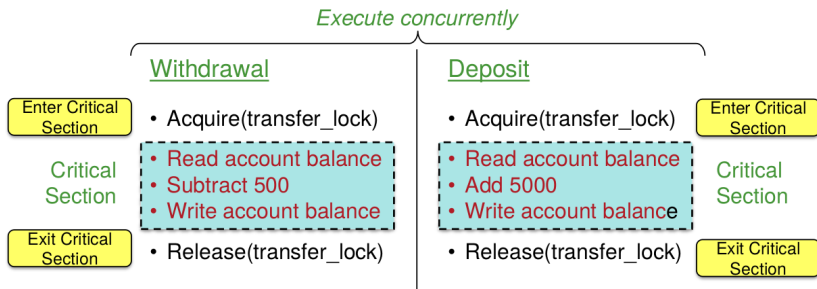 Execute concurrently
Withdrawal
Enter Critical
Section
• Acquire(transfer_lock)
Critical
Section
• Read account balance
• Subtract 500
• Write account balance
Exit Critical
Section
• Release(transfer_lock)
Deposit
• Acquire(transfer_lock)
Enter Critical
Section
• Read account balance
• Add 5000
• Write account balance
Critical
Section
• Release(transfer_lock)
Exit Critical
Section